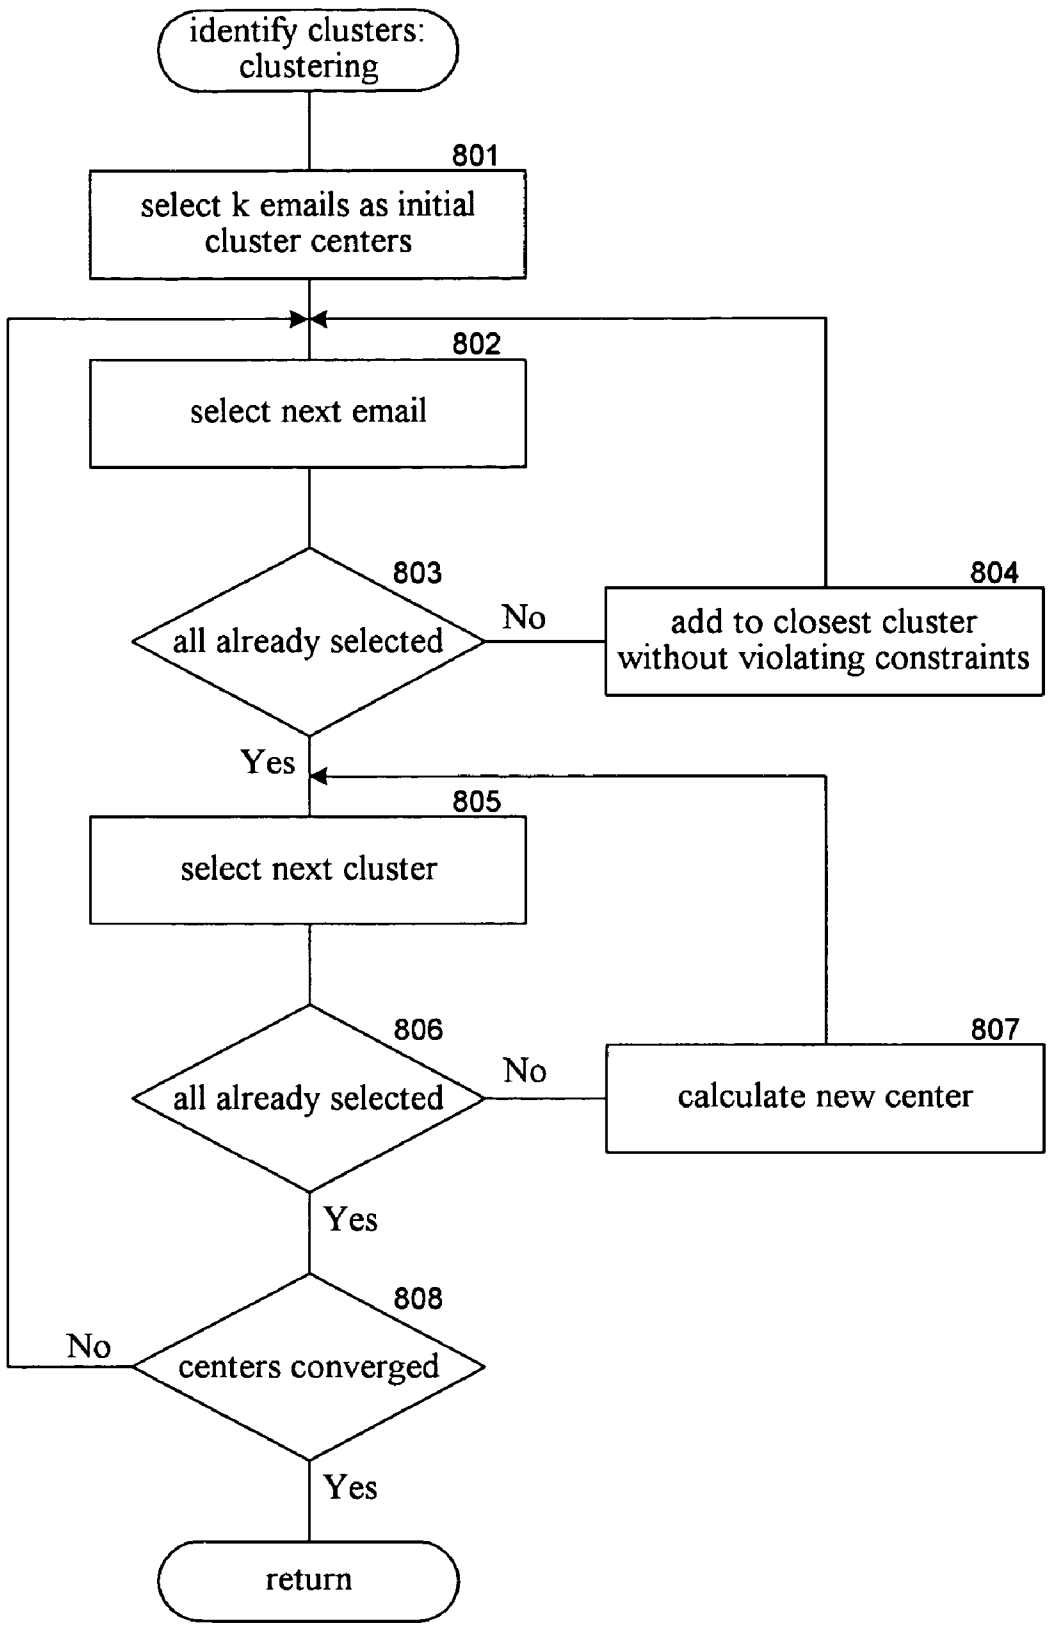 identify clusters:
clustering
801
select k emails as initial
cluster centers
802
select next email
803
all already selected
No
804
add to closest cluster
without violating constraints
Yes
805
select next cluster
806
all already selected
No
807
calculate new center
Yes
808
centers converged
No
Yes
return